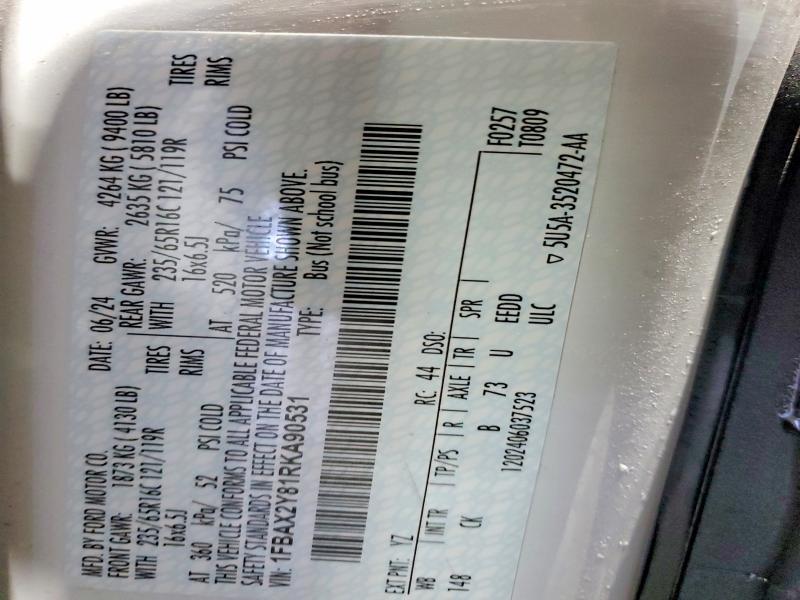 MFD. BY FORD MOTOR CO.
DATE: 06/24 GVWR: 4264 KG ( 9400 LB)
FRONT GAWR: 1873 KG ( 4130 LB)
REAR GAWR: 2635 KG ( 5810 LB)
WITH 235/65R16C 121/119R TIRES
WITH 235/65R16C 121/119R TIRES
16x6.5J RIMS
16x6.5J RIMS
AT 360 kPa/ 52 PSI COLD
AT 520 kPa/ 75 PSI COLD
THIS VEHICLE CONFORMS TO ALL APPLICABLE FEDERAL MOTOR VEHICLE
SAFETY STANDARDS IN EFFECT ON THE DATE OF MANUFACTURE SHOWN ABOVE.
VIN: 1FBAX2Y81RKA90531
TYPE: Bus (Not school bus)
EXT PNT: YZ RC: 44 DSO: F0257
T0809
WB INT TR TP/PS R AXLE TR SPR
148 CK B 73 U EEDD
1202406037523 ULC
▽ 5U5A-3520472-AA